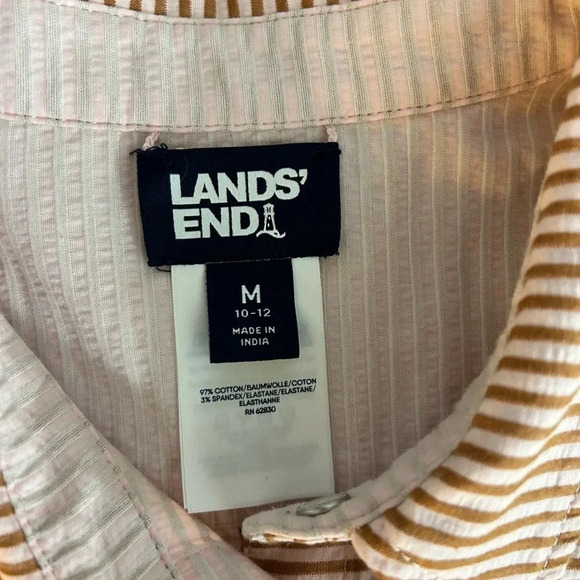 LANDS'
END
M
10-12
MADE IN
INDIA
97% COTTON/BAUMWOLLE/COTON
3% SPANDEX/ELASTANE/ELASTANE/
ELASTHANNE
RN 62830